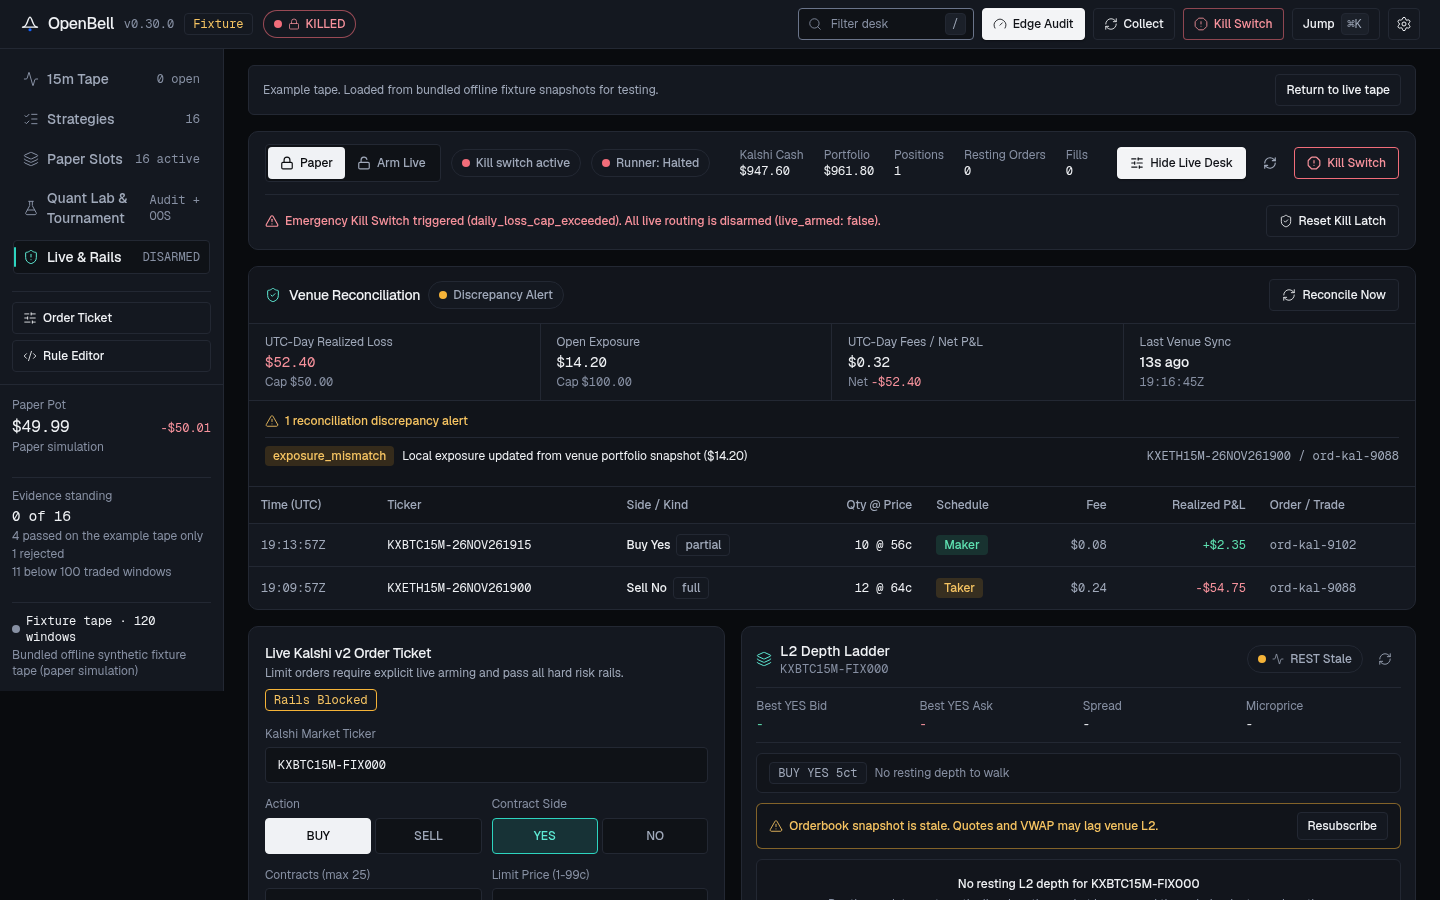 OpenBell v0.30.0 Fixture KILLED
Filter desk / Edge Audit Collect Kill Switch Jump ⌘K
15m Tape 0 open
Strategies 16
Paper Slots 16 active
Quant Lab & Tournament Audit + OOS
Live & Rails DISARMED
Order Ticket
Rule Editor
Paper Pot
$49.99 -$50.01
Paper simulation
Evidence standing
0 of 16
4 passed on the example tape only
1 rejected
11 below 100 traded windows
Fixture tape · 120
windows
Bundled offline synthetic fixture
tape (paper simulation)
Example tape. Loaded from bundled offline fixture snapshots for testing. Return to live tape
Paper Arm Live Kill switch active Runner: Halted
Kalshi Cash Portfolio Positions Resting Orders Fills
$947.60 $961.80 1 0 0
Hide Live Desk Kill Switch
Emergency Kill Switch triggered (daily_loss_cap_exceeded). All live routing is disarmed (live_armed: false). Reset Kill Latch
Venue Reconciliation Discrepancy Alert Reconcile Now
UTC-Day Realized Loss Open Exposure UTC-Day Fees / Net P&L Last Venue Sync
$52.40 $14.20 $0.32 13s ago
Cap $50.00 Cap $100.00 Net -$52.40 19:16:45Z
1 reconciliation discrepancy alert
exposure_mismatch Local exposure updated from venue portfolio snapshot ($14.20) KXETH15M-26NOV261900 / ord-kal-9088
Time (UTC) Ticker Side / Kind Qty @ Price Schedule Fee Realized P&L Order / Trade
19:13:57Z KXBTC15M-26NOV261915 Buy Yes partial 10 @ 56c Maker $0.08 +$2.35 ord-kal-9102
19:09:57Z KXETH15M-26NOV261900 Sell No full 12 @ 64c Taker $0.24 -$54.75 ord-kal-9088
Live Kalshi v2 Order Ticket
Limit orders require explicit live arming and pass all hard risk rails.
Rails Blocked
Kalshi Market Ticker
KXBTC15M-FIX000
Action Contract Side
BUY SELL YES NO
Contracts (max 25) Limit Price (1-99c)
L2 Depth Ladder
KXBTC15M-FIX000
REST Stale
Best YES Bid Best YES Ask Spread Microprice
- - - -
BUY YES 5ct No resting depth to walk
Orderbook snapshot is stale. Quotes and VWAP may lag venue L2. Resubscribe
No resting L2 depth for KXBTC15M-FIX000